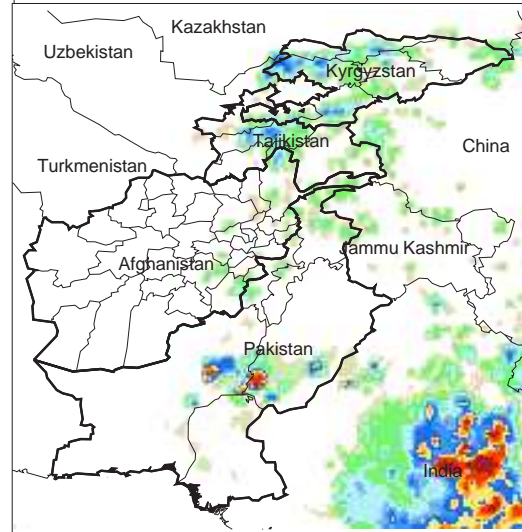 Kazakhstan
Uzbekistan
Kyrgyzstan
Tajikistan
China
Turkmenistan
Jammu Kashmir
Afghanistan
Pakistan
India